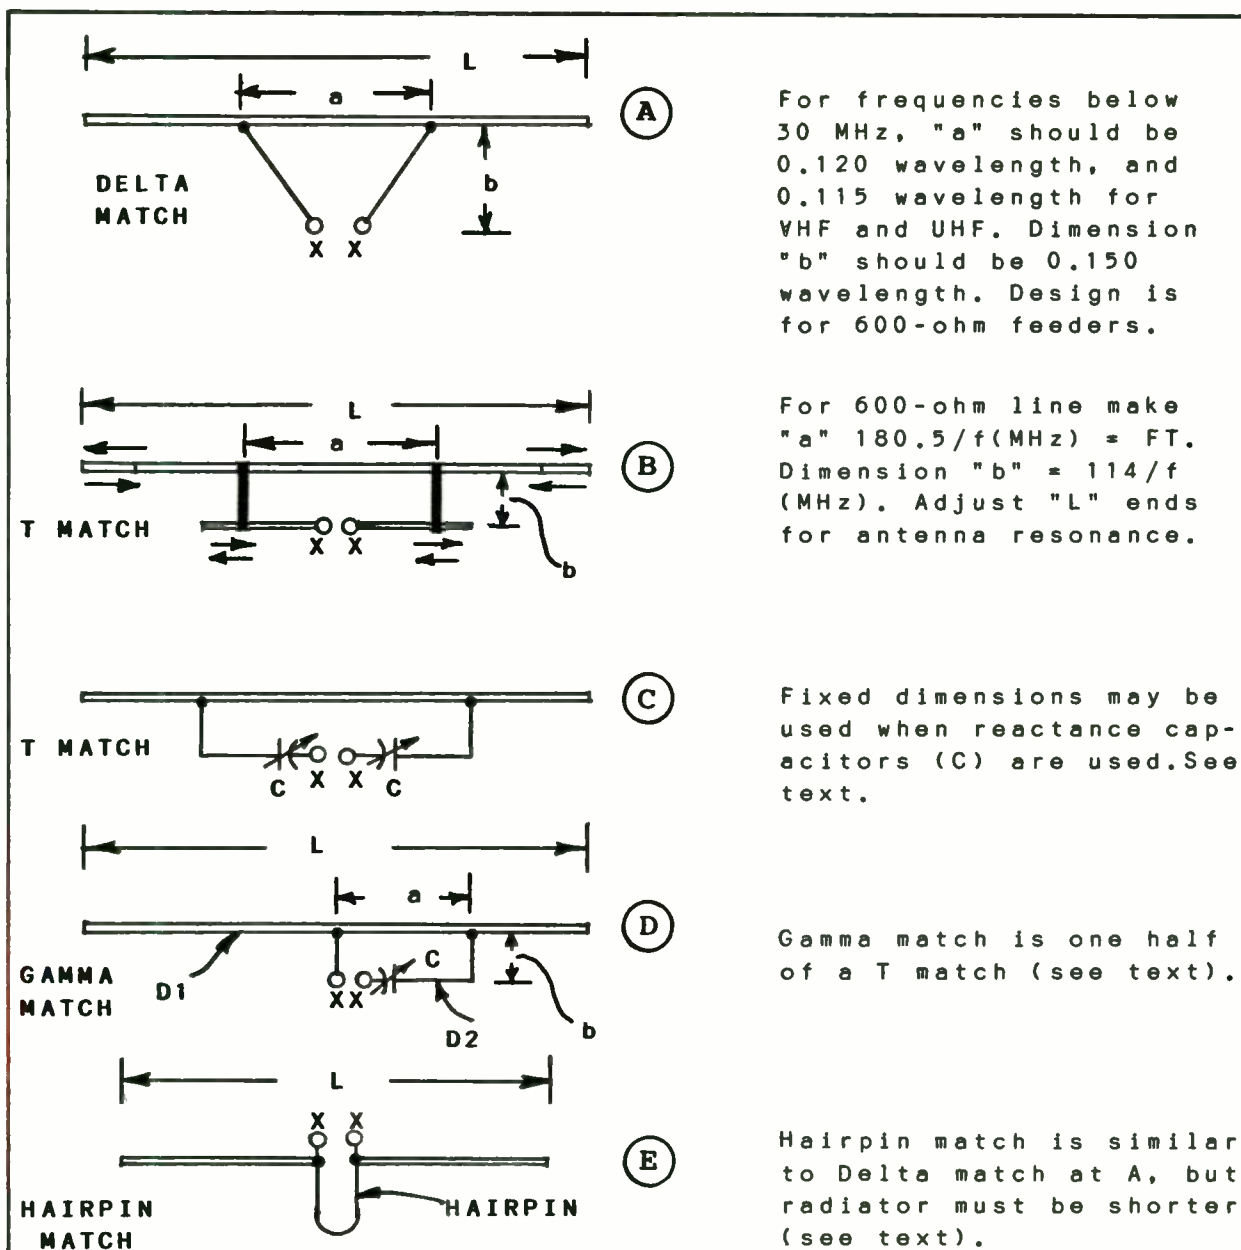 L
a
A
b
DELTA
MATCH
X X
For frequencies below
30 MHz, "a" should be
0.120 wavelength, and
0.115 wavelength for
VHF and UHF. Dimension
"b" should be 0.150
wavelength. Design is
for 600-ohm feeders.
L
a
B
T MATCH
X X
b
For 600-ohm line make
"a" 180.5/f(MHz) = FT.
Dimension "b" = 114/f
(MHz). Adjust "L" ends
for antenna resonance.
C
T MATCH
C X X C
Fixed dimensions may be
used when reactance cap-
acitors (C) are used.See
text.
L
a
D
C
GAMMA
MATCH
D1
XX
D2
b
Gamma match is one half
of a T match (see text).
L
X X
E
HAIRPIN
HAIRPIN
MATCH
Hairpin match is similar
to Delta match at A, but
radiator must be shorter
(see text).